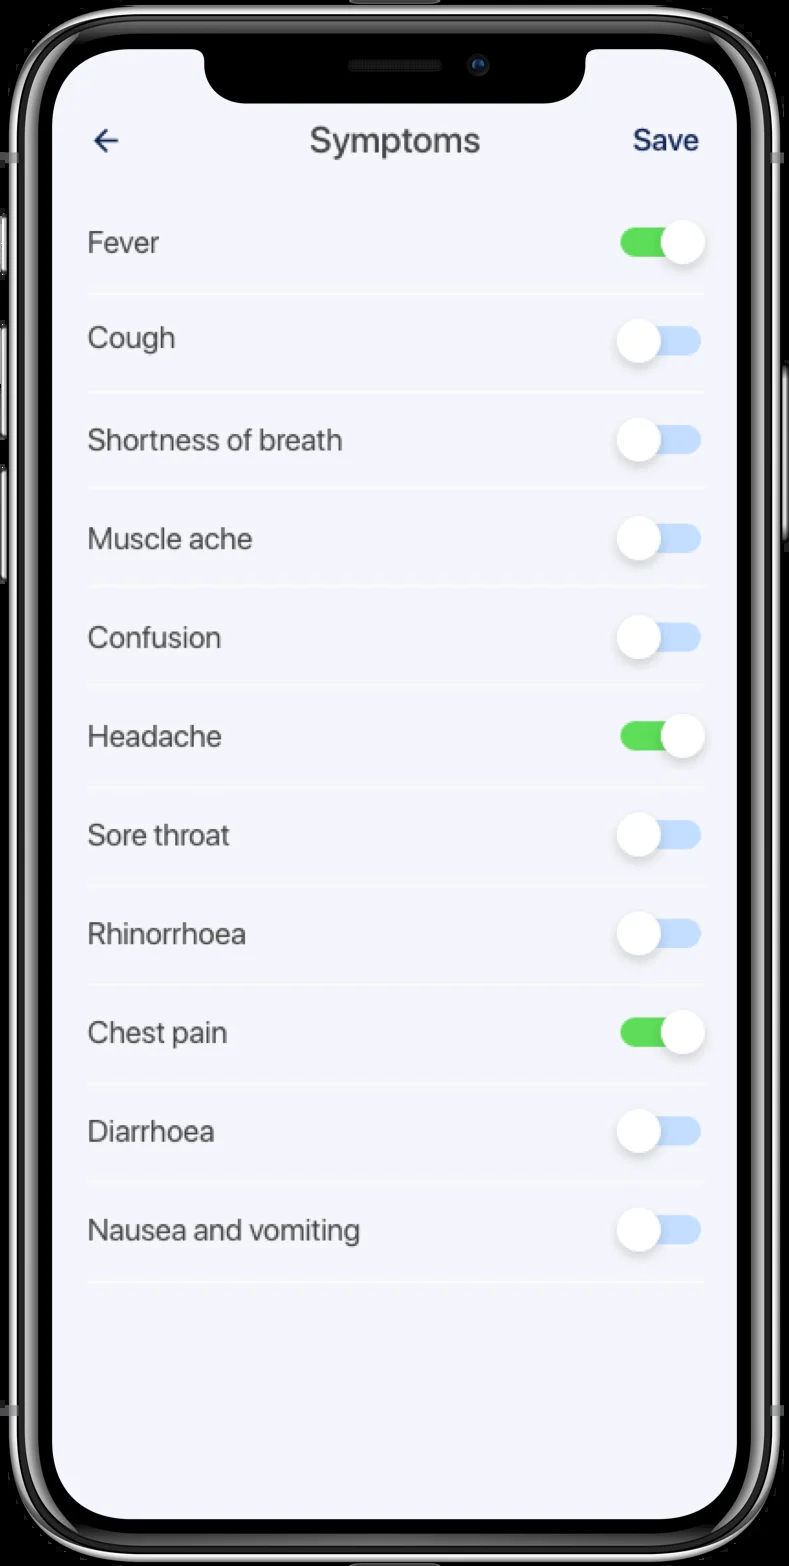 Symptoms
Save
Fever
Cough
Shortness of breath
Muscle ache
Confusion
Headache
Sore throat
Rhinorrhoea
Chest pain
Diarrhoea
Nausea and vomiting